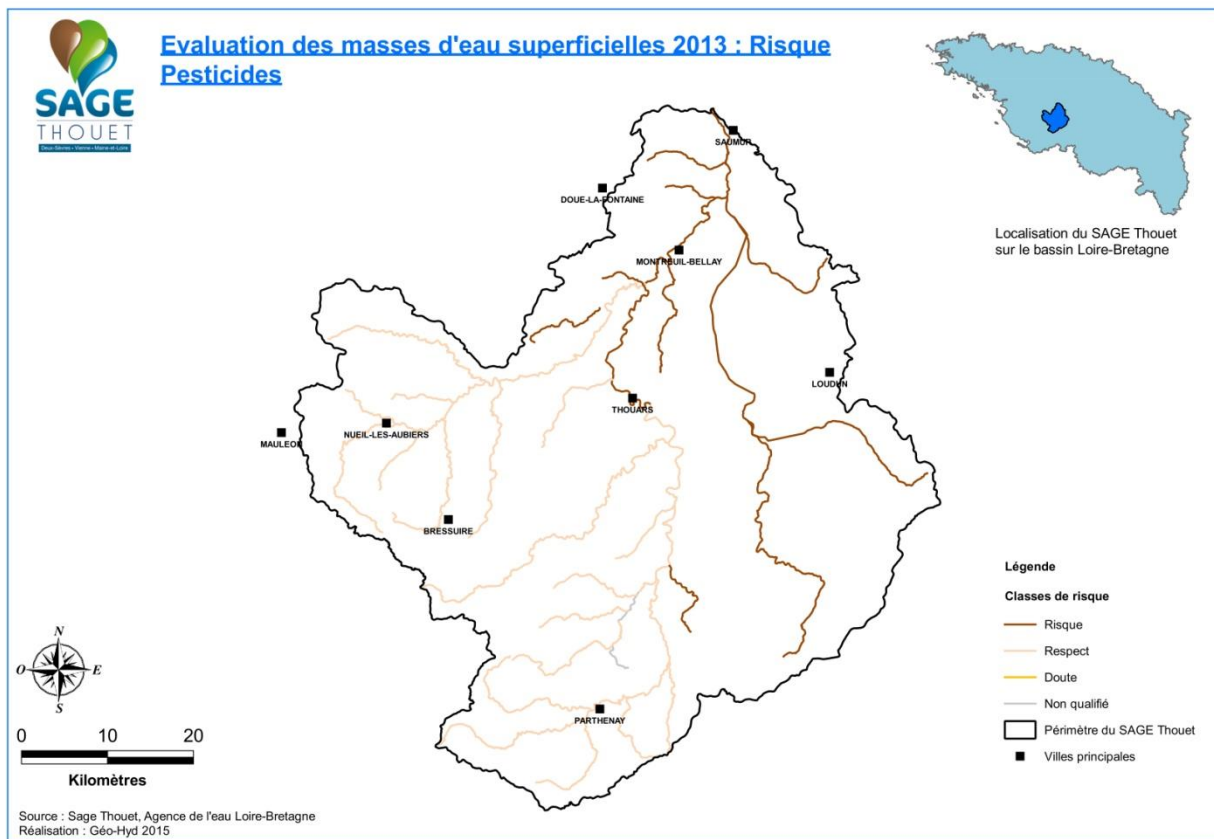 SAGE
THOUET
Deux-Sèvres • Vienne • Maine-et-Loire
Evaluation des masses d'eau superficielles 2013 : Risque
Pesticides
Localisation du SAGE Thouet
sur le bassin Loire-Bretagne
SAUMUR
DOUE-LA-FONTAINE
MONTREUIL-BELLAY
LOUDUN
THOUARS
NUEIL-LES-AUBIERS
MAULEON
BRESSUIRE
PARTHENAY
Légende
Classes de risque
Risque
Respect
Doute
Non qualifié
Périmètre du SAGE Thouet
Villes principales
N
O
E
S
0 10 20
Kilomètres
Source : Sage Thouet, Agence de l'eau Loire-Bretagne
Réalisation : Géo-Hyd 2015